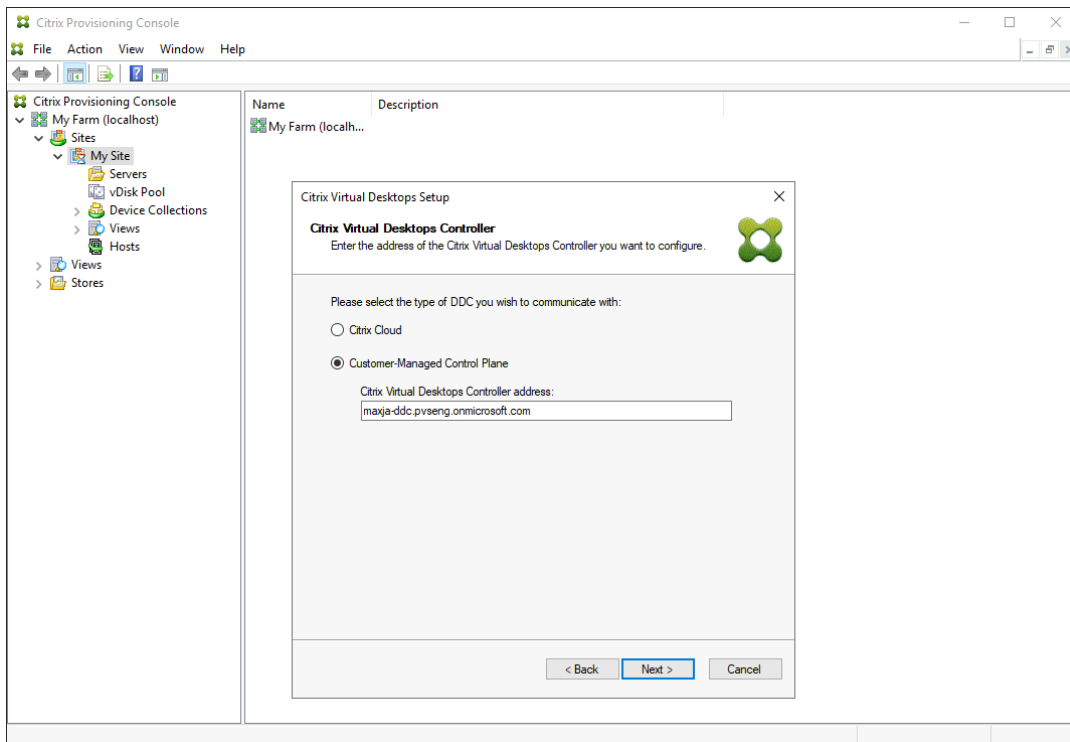 Citrix Provisioning Console
File Action View Window Help
Citrix Provisioning Console
My Farm (localhost)
Sites
My Site
Servers
vDisk Pool
Device Collections
Views
Hosts
Views
Stores
Name Description
My Farm (localh...
Citrix Virtual Desktops Setup
Citrix Virtual Desktops Controller
Enter the address of the Citrix Virtual Desktops Controller you want to configure.
Please select the type of DDC you wish to communicate with:
Citrix Cloud
Customer-Managed Control Plane
Citrix Virtual Desktops Controller address:
maxja-ddc.pvseng.onmicrosoft.com
< Back Next > Cancel